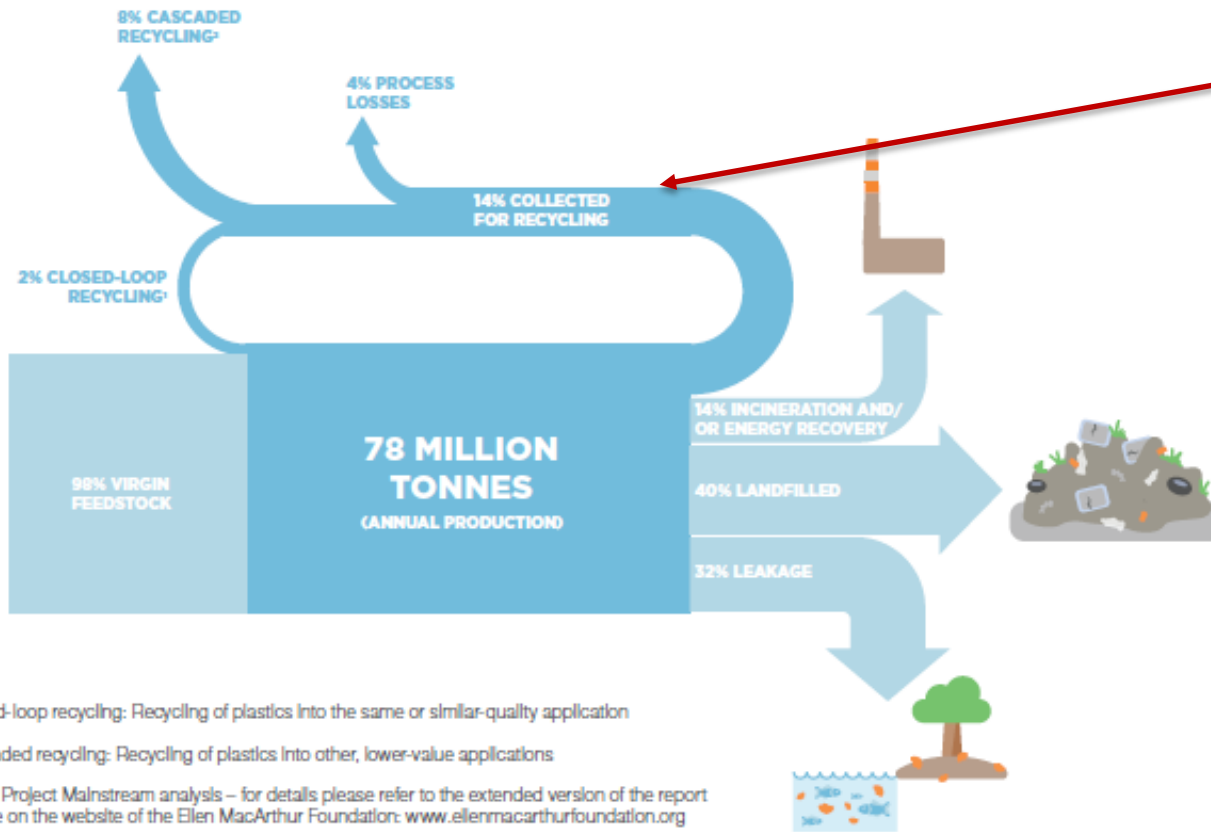 8% CASCADED
RECYCLING²
4% PROCESS
LOSSES
14% COLLECTED
FOR RECYCLING
2% CLOSED-LOOP
RECYCLING¹
14% INCINERATION AND/
OR ENERGY RECOVERY
98% VIRGIN
FEEDSTOCK
78 MILLION
TONNES
(ANNUAL PRODUCTION)
40% LANDFILLED
32% LEAKAGE
d-loop recycling: Recycling of plastics into the same or similar-quality application
ded recycling: Recycling of plastics into other, lower-value applications
Project Mainstream analysis – for details please refer to the extended version of the report
e on the website of the Ellen MacArthur Foundation: www.ellenmacarthurfoundation.org